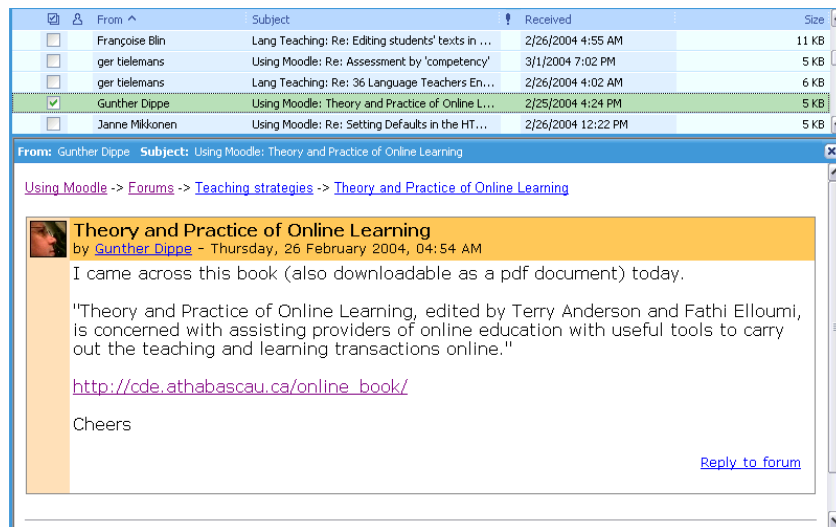 From Subject ! Received Size
Françoise Blin Lang Teaching: Re: Editing students' texts in ... 2/26/2004 4:55 AM 11 KB
ger tielemans Using Moodle: Re: Assessment by 'competency' 3/1/2004 7:02 PM 5 KB
ger tielemans Lang Teaching: Re: 36 Language Teachers En... 2/26/2004 4:02 AM 6 KB
Gunther Dippe Using Moodle: Theory and Practice of Online L... 2/25/2004 4:24 PM 5 KB
Janne Mikkonen Using Moodle: Re: Setting Defaults in the HT... 2/26/2004 12:22 PM 5 KB
From: Gunther Dippe Subject: Using Moodle: Theory and Practice of Online Learning
Using Moodle -> Forums -> Teaching strategies -> Theory and Practice of Online Learning
Theory and Practice of Online Learning
by Gunther Dippe - Thursday, 26 February 2004, 04:54 AM
I came across this book (also downloadable as a pdf document) today.
"Theory and Practice of Online Learning, edited by Terry Anderson and Fathi Elloumi,
is concerned with assisting providers of online education with useful tools to carry
out the teaching and learning transactions online."
http://cde.athabascau.ca/online_book/
Cheers
Reply to forum